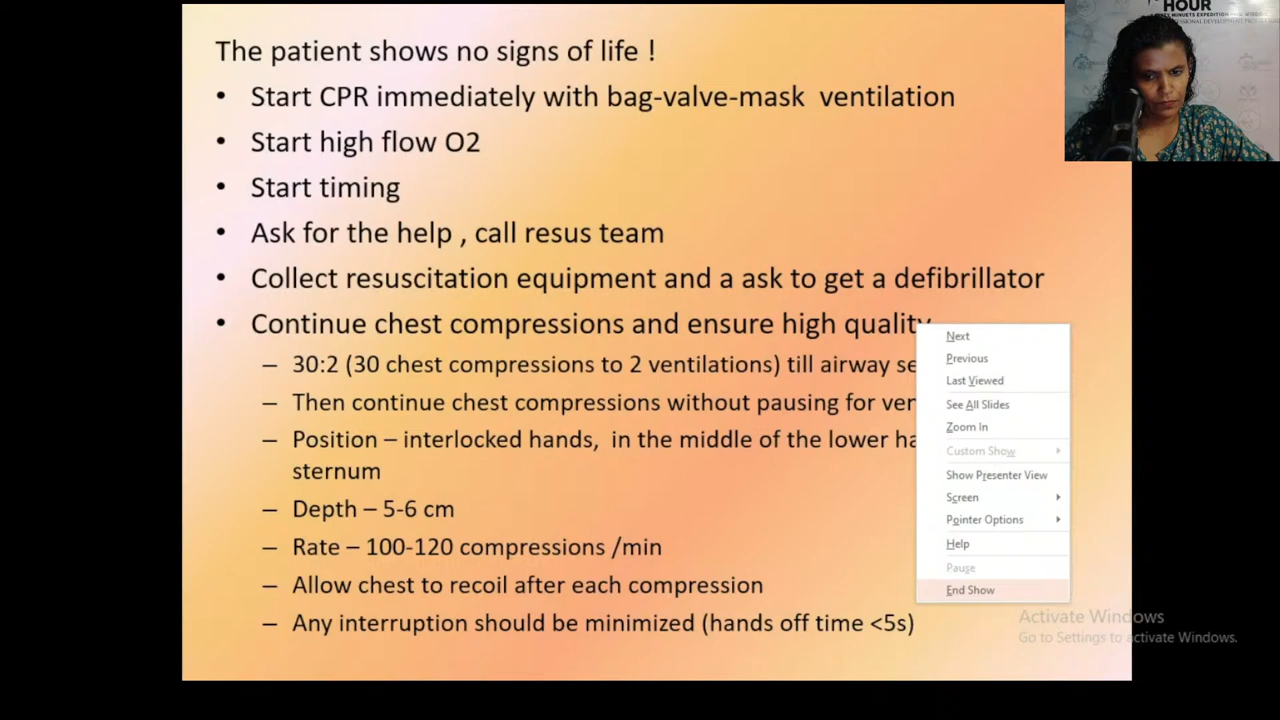 HOUR
The patient shows no signs of life !
• Start CPR immediately with bag-valve-mask ventilation
• Start high flow O2
• Start timing
• Ask for the help , call resus team
• Collect resuscitation equipment and a ask to get a defibrillator
• Continue chest compressions and ensure high quality
– 30:2 (30 chest compressions to 2 ventilations) till airway
– Then continue chest compressions without pausing for
– Position – interlocked hands, in the middle of the lower
sternum
– Depth – 5-6 cm
– Rate – 100-120 compressions /min
– Allow chest to recoil after each compression
– Any interruption should be minimized (hands off time <5s)
Next
Previous
Last Viewed
See All Slides
Zoom In
Custom Show
Show Presenter View
Screen
Pointer Options
Help
Pause
End Show
Activate Windows
Go to Settings to activate Windows.